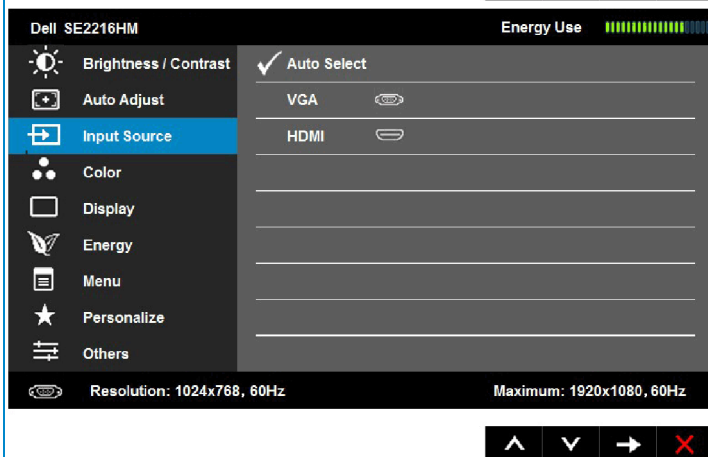 Dell SE2216HM Energy Use
Brightness / Contrast Auto Select
Auto Adjust VGA
Input Source HDMI
Color
Display
Energy
Menu
Personalize
Others
Resolution: 1024x768, 60Hz Maximum: 1920x1080, 60Hz